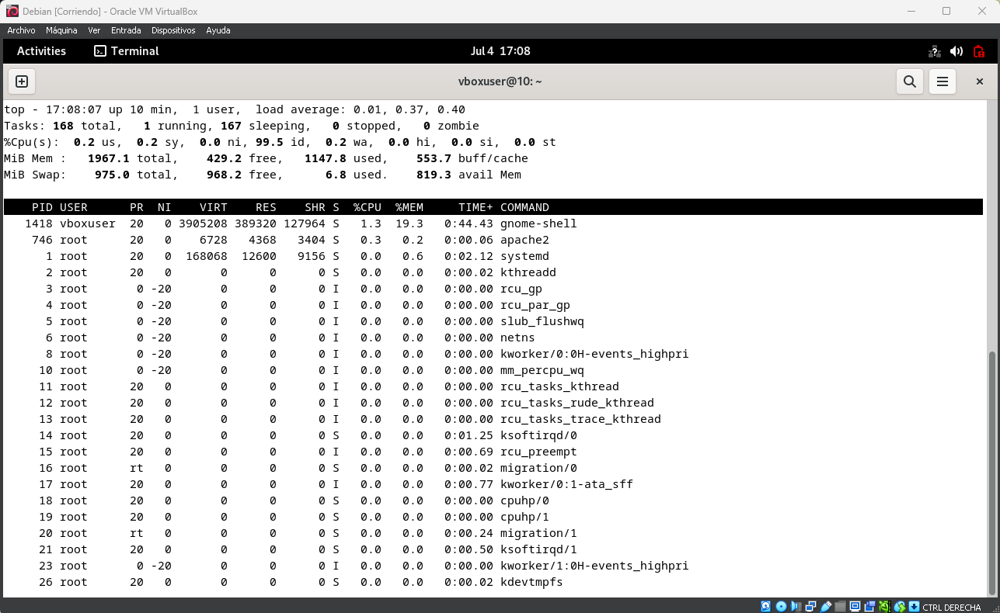 Debian [Corriendo] - Oracle VM VirtualBox
Archivo Máquina Ver Entrada Dispositivos Ayuda
Activities Terminal Jul 4 17:08
vboxuser@10: ~
top - 17:08:07 up 10 min,  1 user,  load average: 0.01, 0.37, 0.40
Tasks: 168 total,   1 running, 167 sleeping,   0 stopped,   0 zombie
%Cpu(s):  0.2 us,  0.2 sy,  0.0 ni, 99.5 id,  0.2 wa,  0.0 hi,  0.0 si,  0.0 st
MiB Mem :   1967.1 total,    429.2 free,   1147.8 used,    553.7 buff/cache
MiB Swap:    975.0 total,    968.2 free,      6.8 used.    819.3 avail Mem
PID USER PR NI VIRT RES SHR S %CPU %MEM TIME+ COMMAND
1418 vboxuser 20 0 3905208 389320 127964 S 1.3 19.3 0:44.43 gnome-shell
746 root 20 0 6728 4368 3404 S 0.3 0.2 0:00.06 apache2
1 root 20 0 168068 12600 9156 S 0.0 0.6 0:02.12 systemd
2 root 20 0 0 0 0 S 0.0 0.0 0:00.02 kthreadd
3 root 0 -20 0 0 0 I 0.0 0.0 0:00.00 rcu_gp
4 root 0 -20 0 0 0 I 0.0 0.0 0:00.00 rcu_par_gp
5 root 0 -20 0 0 0 I 0.0 0.0 0:00.00 slub_flushwq
6 root 0 -20 0 0 0 I 0.0 0.0 0:00.00 netns
8 root 0 -20 0 0 0 I 0.0 0.0 0:00.00 kworker/0:0H-events_highpri
10 root 0 -20 0 0 0 I 0.0 0.0 0:00.00 mm_percpu_wq
11 root 20 0 0 0 0 I 0.0 0.0 0:00.00 rcu_tasks_kthread
12 root 20 0 0 0 0 I 0.0 0.0 0:00.00 rcu_tasks_rude_kthread
13 root 20 0 0 0 0 I 0.0 0.0 0:00.00 rcu_tasks_trace_kthread
14 root 20 0 0 0 0 S 0.0 0.0 0:01.25 ksoftirqd/0
15 root 20 0 0 0 0 I 0.0 0.0 0:00.69 rcu_preempt
16 root rt 0 0 0 0 S 0.0 0.0 0:00.02 migration/0
17 root 20 0 0 0 0 I 0.0 0.0 0:00.77 kworker/0:1-ata_sff
18 root 20 0 0 0 0 S 0.0 0.0 0:00.00 cpuhp/0
19 root 20 0 0 0 0 S 0.0 0.0 0:00.00 cpuhp/1
20 root rt 0 0 0 0 S 0.0 0.0 0:00.24 migration/1
21 root 20 0 0 0 0 S 0.0 0.0 0:00.50 ksoftirqd/1
23 root 0 -20 0 0 0 I 0.0 0.0 0:00.00 kworker/1:0H-events_highpri
26 root 20 0 0 0 0 S 0.0 0.0 0:00.02 kdevtmpfs
CTRL DERECHA